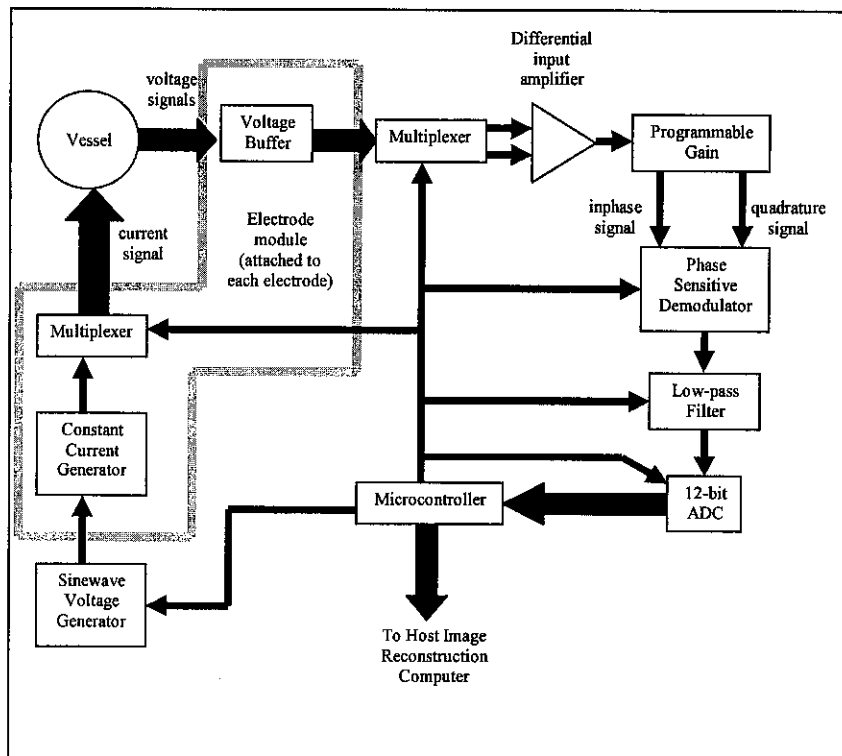 Differential
input
amplifier
voltage
signals
Vessel
Voltage
Buffer
Multiplexer
Programmable
Gain
current
signal
Electrode
module
(attached to
each electrode)
inphase
signal
quadrature
signal
Phase
Sensitive
Demodulator
Multiplexer
Low-pass
Filter
Constant
Current
Generator
Microcontroller
12-bit
ADC
Sinewave
Voltage
Generator
To Host Image
Reconstruction
Computer